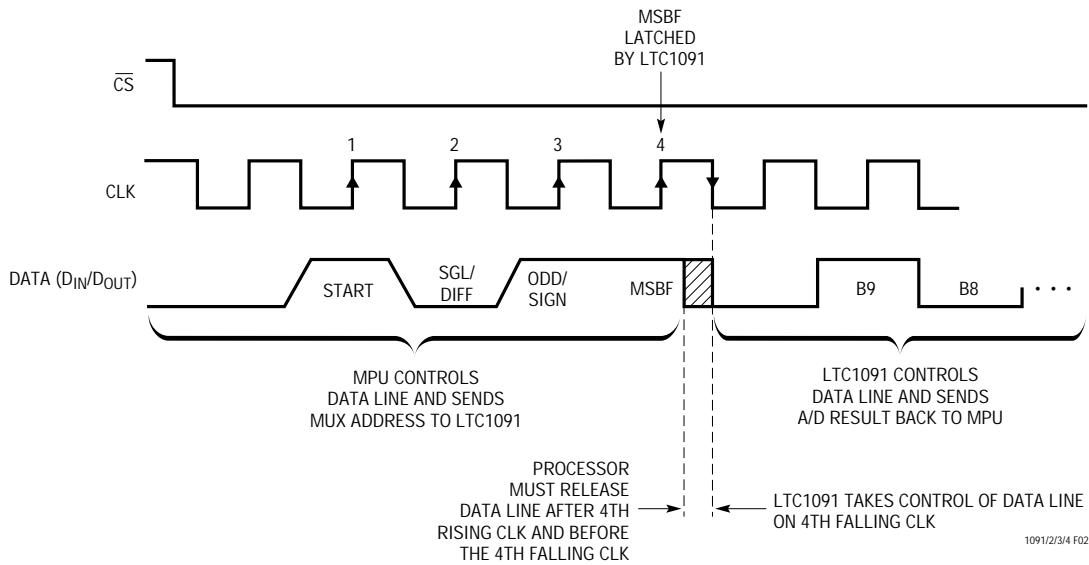 MSBF
LATCHED
BY LTC1091
CS
1 2 3 4
CLK
DATA (DIN/DOUT)
START
SGL/
DIFF
ODD/
SIGN
MSBF
B9
B8
• • •
MPU CONTROLS
DATA LINE AND SENDS
MUX ADDRESS TO LTC1091
LTC1091 CONTROLS
DATA LINE AND SENDS
A/D RESULT BACK TO MPU
PROCESSOR
MUST RELEASE
DATA LINE AFTER 4TH
RISING CLK AND BEFORE
THE 4TH FALLING CLK
LTC1091 TAKES CONTROL OF DATA LINE
ON 4TH FALLING CLK
1091/2/3/4 F02